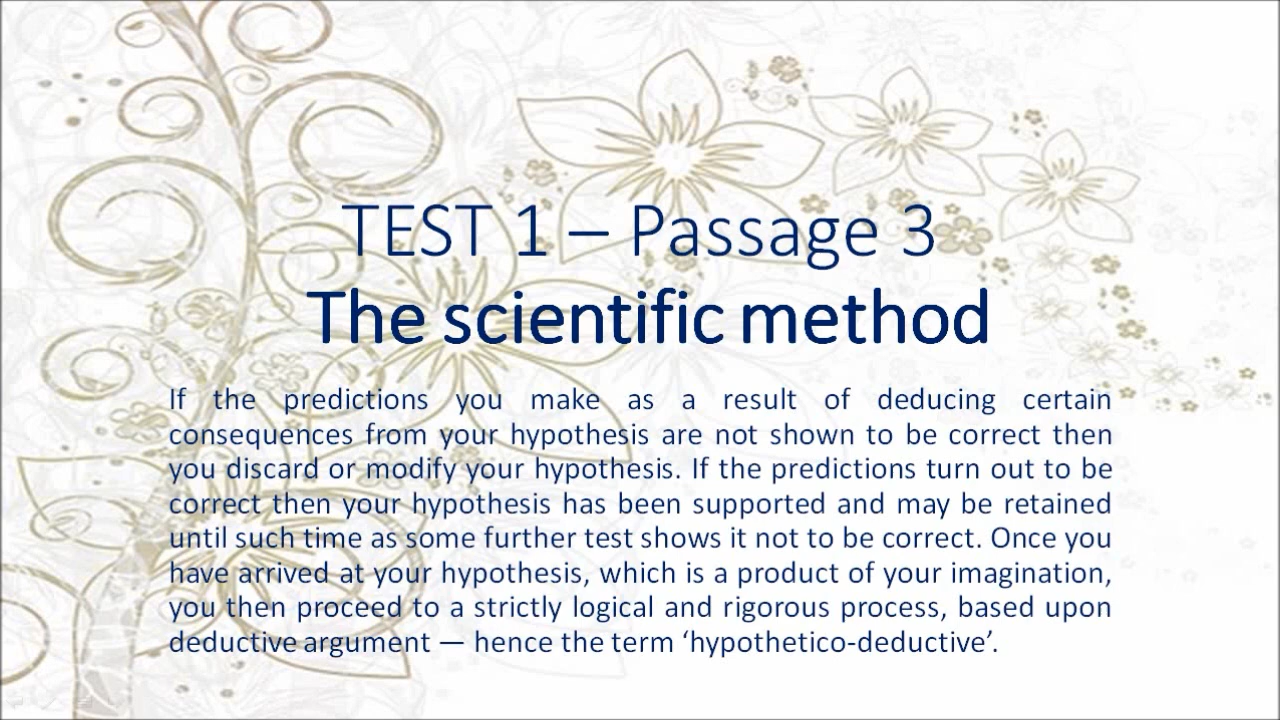 TEST 1 – Passage 3
The scientific method
If the predictions you make as a result of deducing certain
consequences from your hypothesis are not shown to be correct then
you discard or modify your hypothesis. If the predictions turn out to be
correct then your hypothesis has been supported and may be retained
until such time as some further test shows it not to be correct. Once you
have arrived at your hypothesis, which is a product of your imagination,
you then proceed to a strictly logical and rigorous process, based upon
deductive argument — hence the term ‘hypothetico-deductive’.